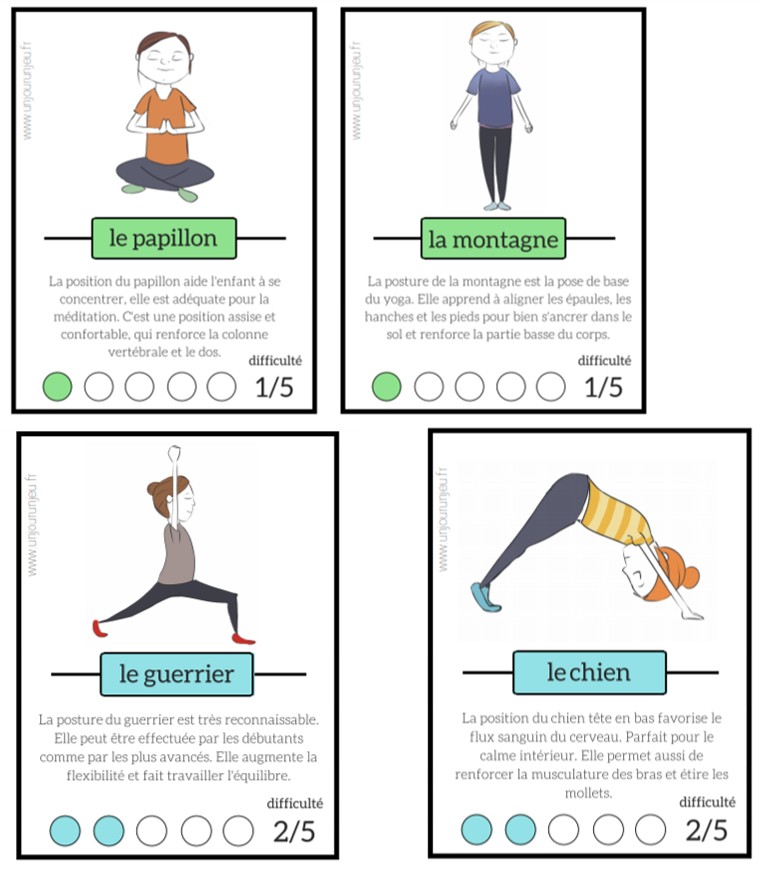 www.unjourunjeu.fr
le papillon
La position du papillon aide l'enfant à se
concentrer, elle est adéquate pour la
méditation. C'est une position assise et
confortable, qui renforce la colonne
vertébrale et le dos.
difficulté
1/5
www.unjourunjeu.fr
la montagne
La posture de la montagne est la pose de base
du yoga. Elle apprend à aligner les épaules, les
hanches et les pieds pour bien s'ancrer dans le
sol et renforce la partie basse du corps.
difficulté
1/5
www.unjourunjeu.fr
le guerrier
La posture du guerrier est très reconnaissable.
Elle peut être effectuée par les débutants
comme par les plus avancés. Elle augmente la
flexibilité et fait travailler l'équilibre.
difficulté
2/5
www.unjourunjeu.fr
le chien
La position du chien tête en bas favorise le
flux sanguin du cerveau. Parfait pour le
calme intérieur. Elle permet aussi de
renforcer la musculature des bras et étire les
mollets.
difficulté
2/5